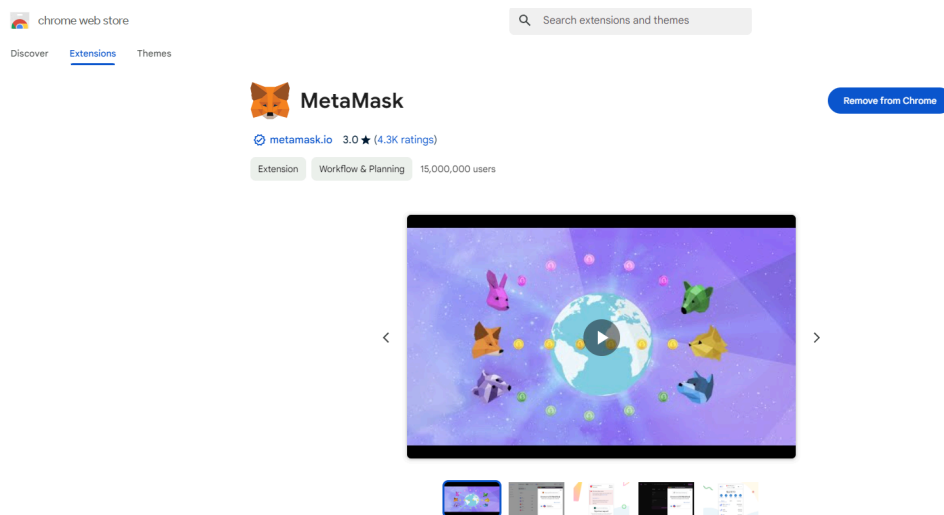 chrome web store
Search extensions and themes
Discover Extensions Themes
MetaMask
Remove from Chrome
metamask.io 3.0 ★ (4.3K ratings)
Extension Workflow & Planning 15,000,000 users